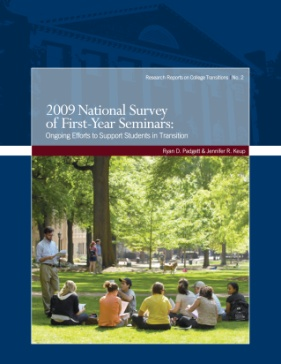 Research Reports on College Transitions | No. 2
2009 National Survey
of First-Year Seminars:
Ongoing Efforts to Support Students in Transition
Ryan D. Padgett & Jennifer R. Keup